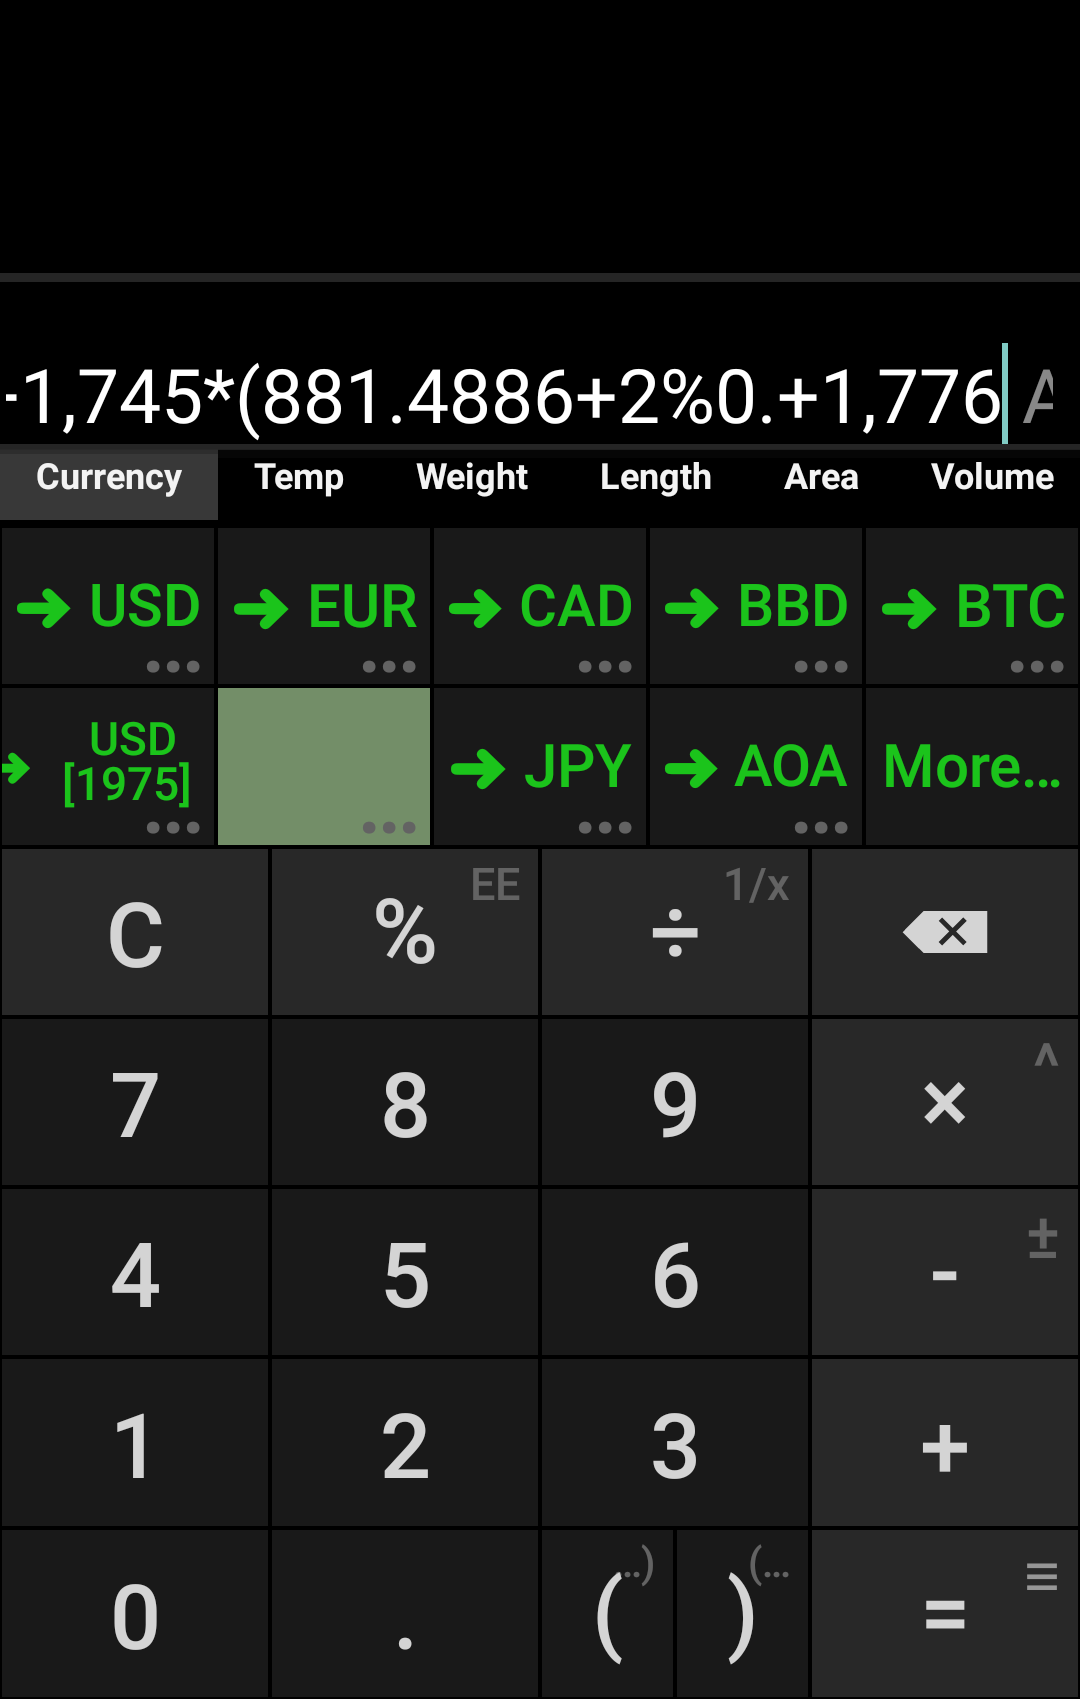 -1,745*(881.4886+2%0.+1,776 A
Currency Temp Weight Length Area Volume
USD EUR CAD BBD BTC
USD [1975] JPY AOA More...
C % EE ÷ 1/x
7 8 9 × ^
4 5 6 - ±
1 2 3 +
0 . ( ...) ) (... =